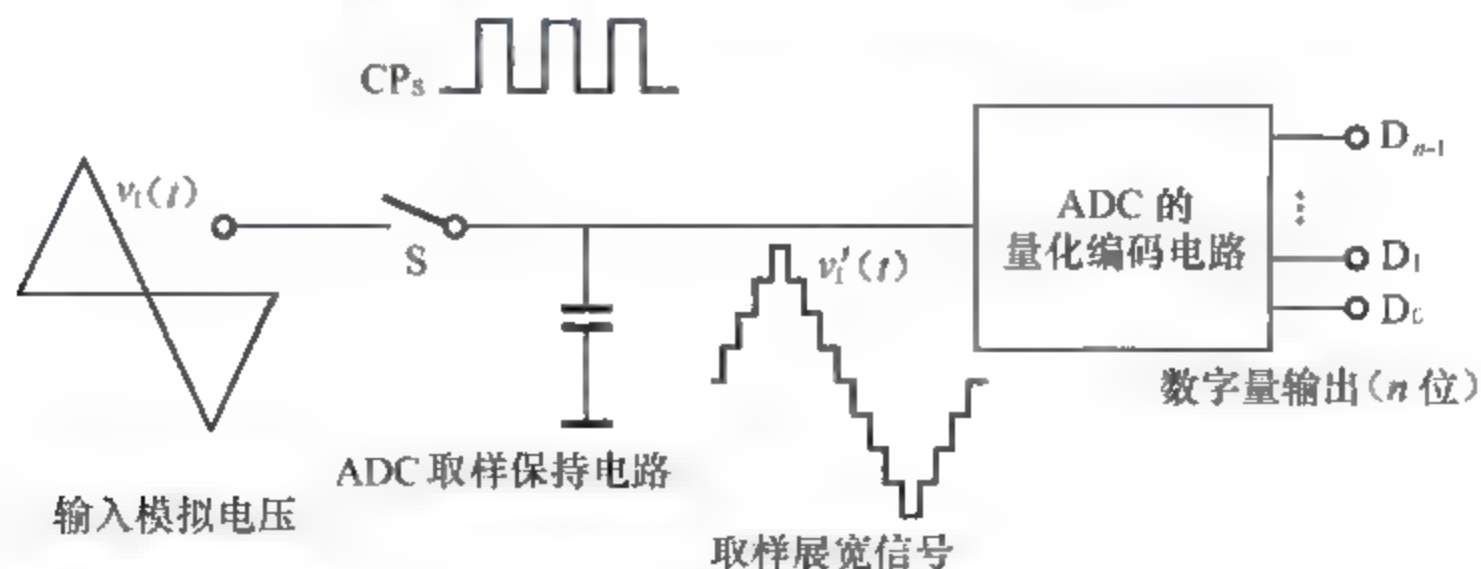 CPs
v₁(t)
S
v₁′(t)
ADC 的
量化编码电路
Dₙ₋₁
⋮
D₁
D₀
数字量输出(n 位)
ADC 取样保持电路
输入模拟电压
取样展宽信号